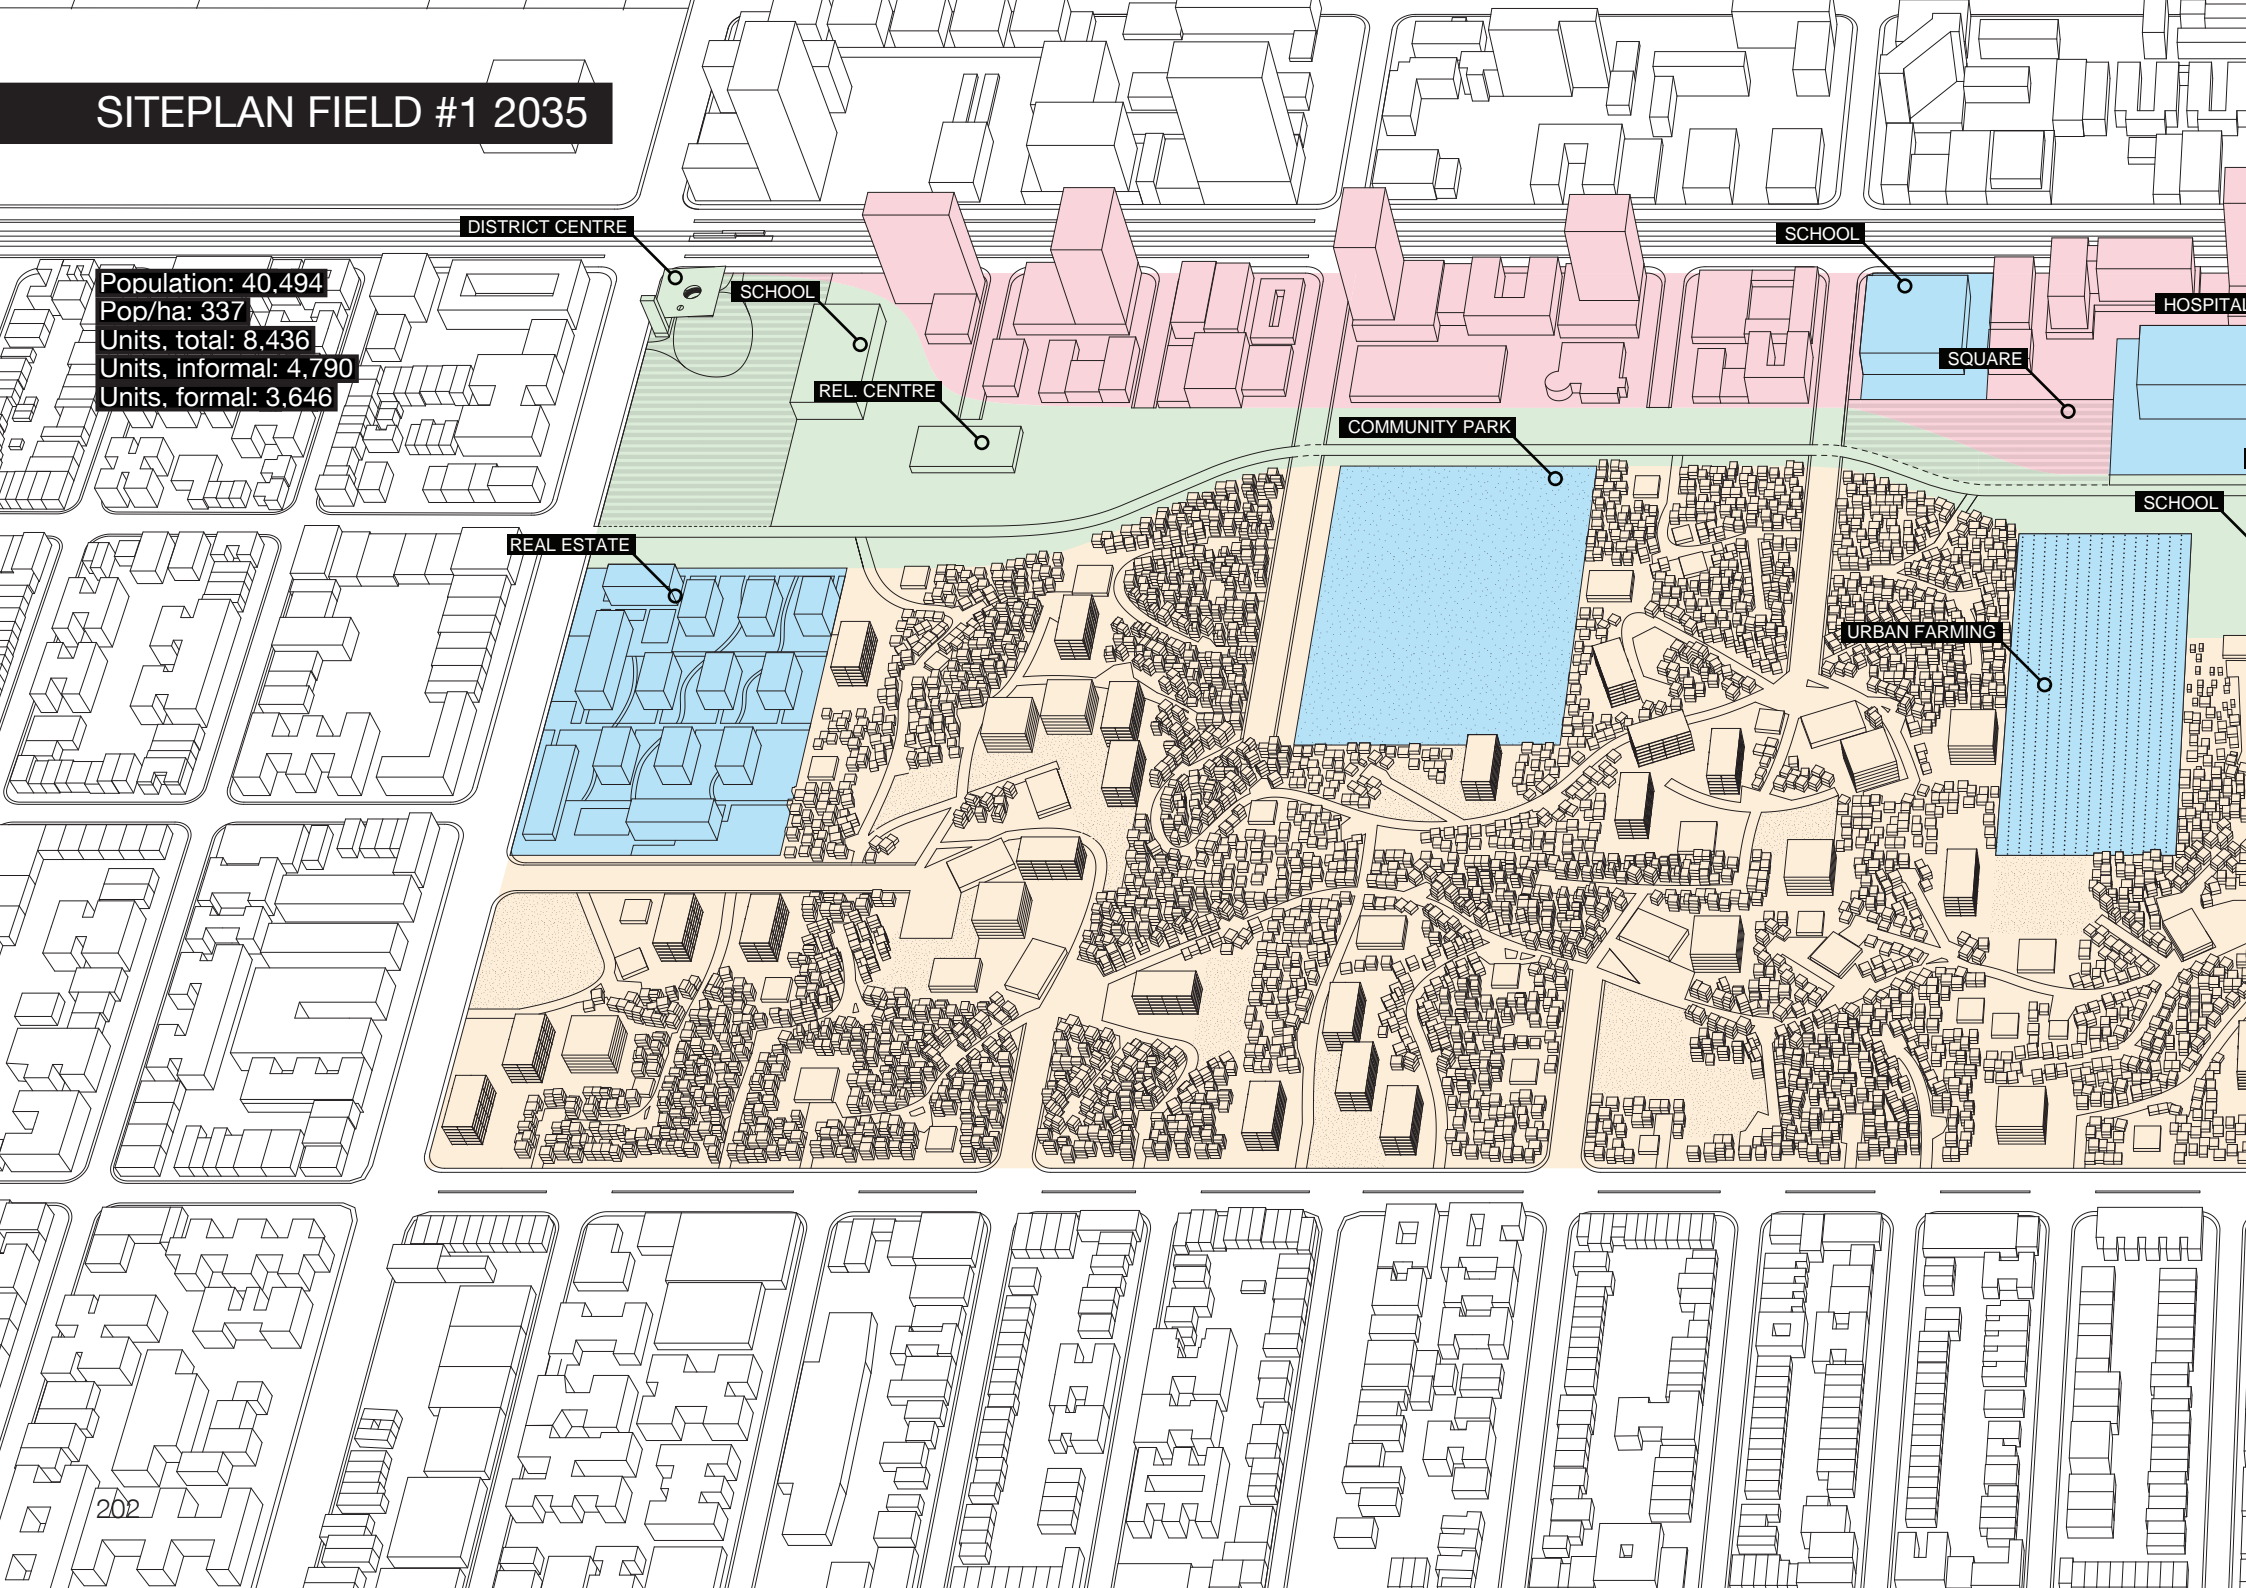 SITEPLAN FIELD #1 2035
DISTRICT CENTRE
SCHOOL
Population: 40,494
Pop/ha: 337
Units, total: 8,436
Units, informal: 4,790
Units, formal: 3,646
SCHOOL
HOSPITAL
SQUARE
REL. CENTRE
COMMUNITY PARK
SCHOOL
REAL ESTATE
URBAN FARMING
202